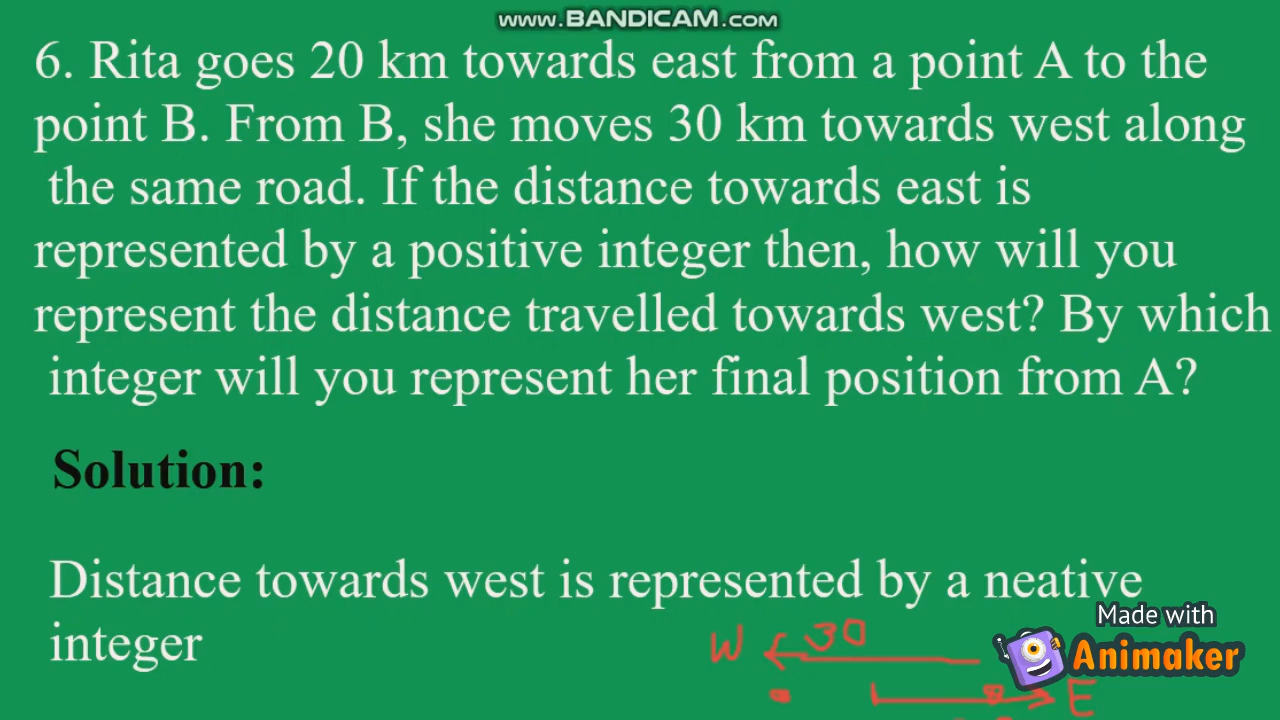 www.BANDICAM.com
6. Rita goes 20 km towards east from a point A to the
point B. From B, she moves 30 km towards west along
the same road. If the distance towards east is
represented by a positive integer then, how will you
represent the distance travelled towards west? By which
integer will you represent her final position from A?
Solution:
Distance towards west is represented by a neative
integer
Made with
Animaker
W 30
E